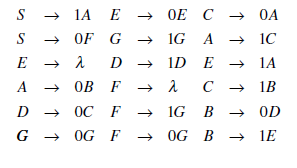 S → 1A E → 0E C → 0A
S → 0F G → 1G A → 1C
E → λ D → 1D E → 1A
A → 0B F → λ C → 1B
D → 0C F → 1G B → 0D
G → 0G F → 0G B → 1E